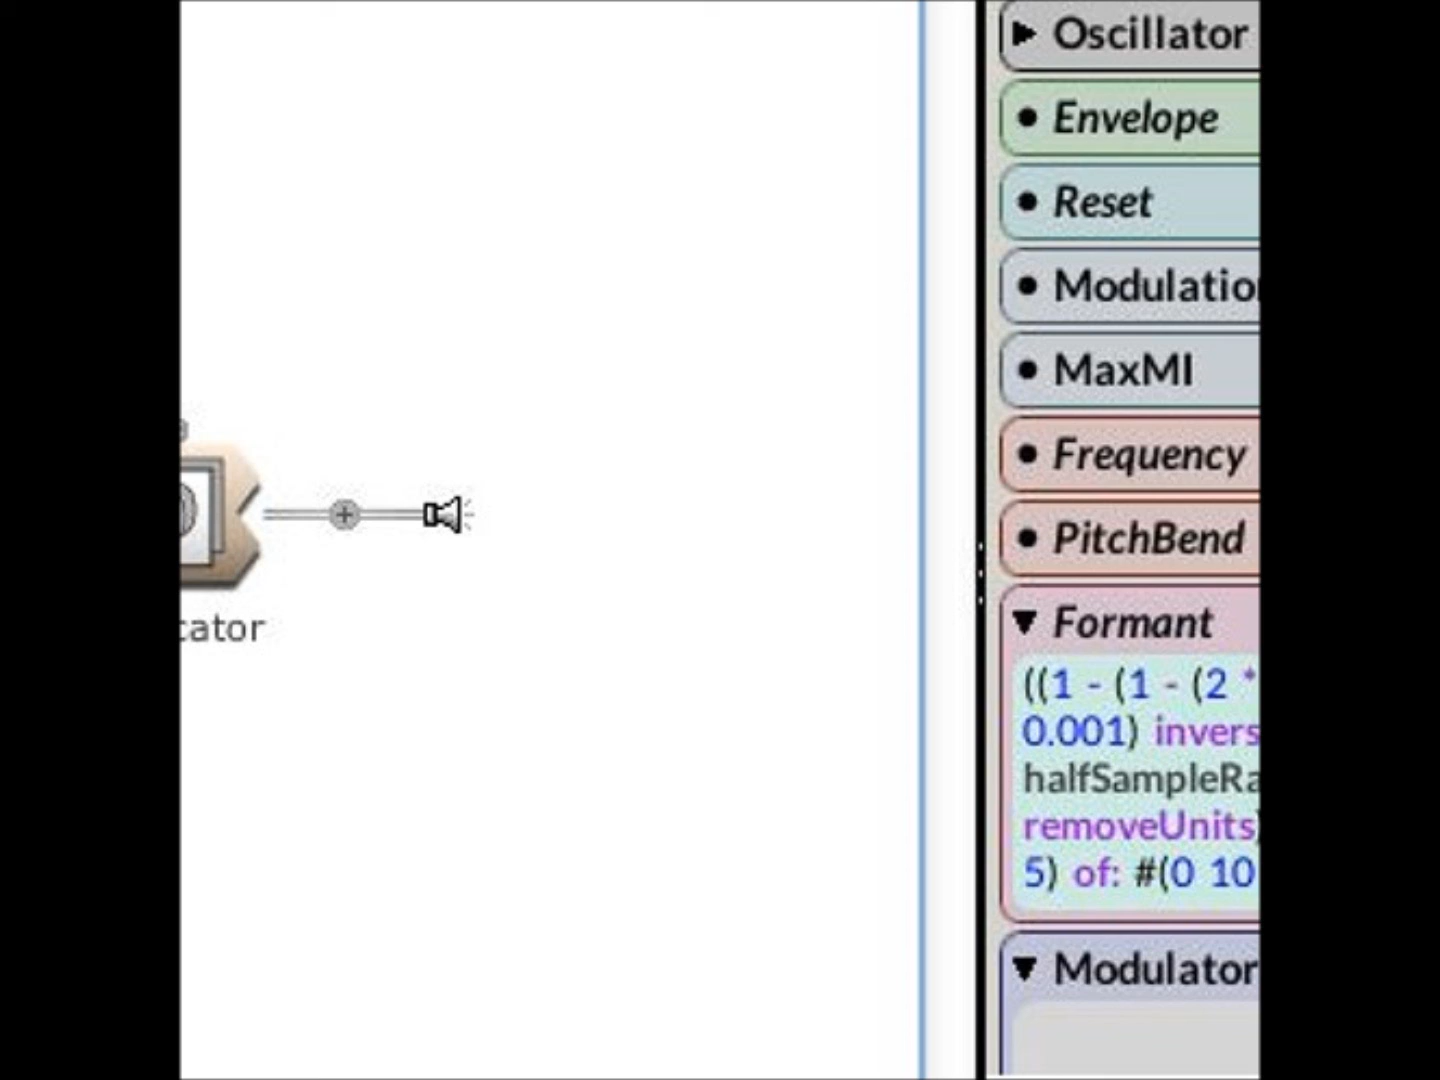 Oscillator
Envelope
Reset
Modulatio
MaxMI
Frequency
PitchBend
Formant
((1 - (1 - (2 *
0.001) invers
halfSampleRa
removeUnits)
5) of: #(0 10
Modulator
cator